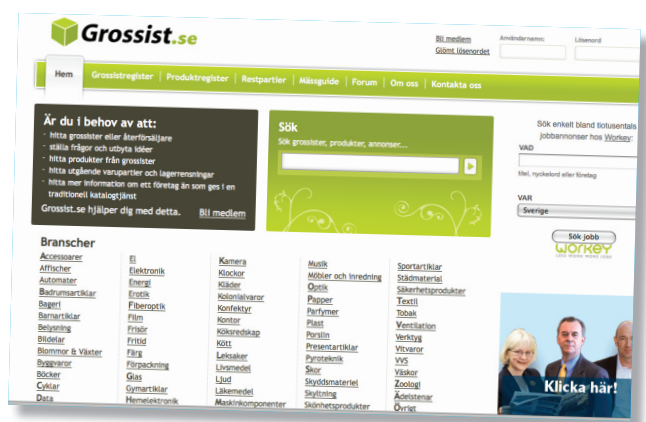 Grossist.se
Bli medlem
Glömt lösenordet
Användarnamn:
Lösenord
Hem
Grossistregister
Produktregister
Restpartier
Mässguide
Forum
Om oss
Kontakta oss
Är du i behov av att:
- hitta grossister eller återförsäljare
- ställa frågor och utbyta idéer
- hitta produkter från grossister
- hitta utgående varupartier och lagerrensningar
- hitta mer information om ett företag än som ges i en
traditionell katalogtjänst
Grossist.se hjälper dig med detta.
Bli medlem
Sök
Sök grossister, produkter, annonser...
Sök enkelt bland tiotusentals
jobbannonser hos Workey:
VAD
titel, nyckelord eller företag
VAR
Sverige
Sök jobb
WORKEY
LESS WORK MORE JOBS
Branscher
Accessoarer
Affischer
Automater
Badrumsartiklar
Bageri
Barnartiklar
Belysning
Bildelar
Blommor & Växter
Byggvaror
Böcker
Cyklar
Data
El
Elektronik
Energi
Erotik
Fiberoptik
Film
Frisör
Fritid
Färg
Förpackning
Glas
Gymartiklar
Hemelektronik
Kamera
Klockor
Kläder
Kolonialvaror
Konfektyr
Kontor
Köksredskap
Kött
Leksaker
Livsmedel
Ljud
Läkemedel
Maskinkomponenter
Musik
Möbler och inredning
Optik
Papper
Parfymer
Plast
Porslin
Presentartiklar
Pyroteknik
Skor
Skyddsmateriel
Skyltning
Skönhetsprodukter
Sportartiklar
Städmaterial
Säkerhetsprodukter
Textil
Tobak
Ventilation
Verktyg
Vitvaror
VVS
Väskor
Zoologi
Ädelstenar
Övrigt
Klicka här!